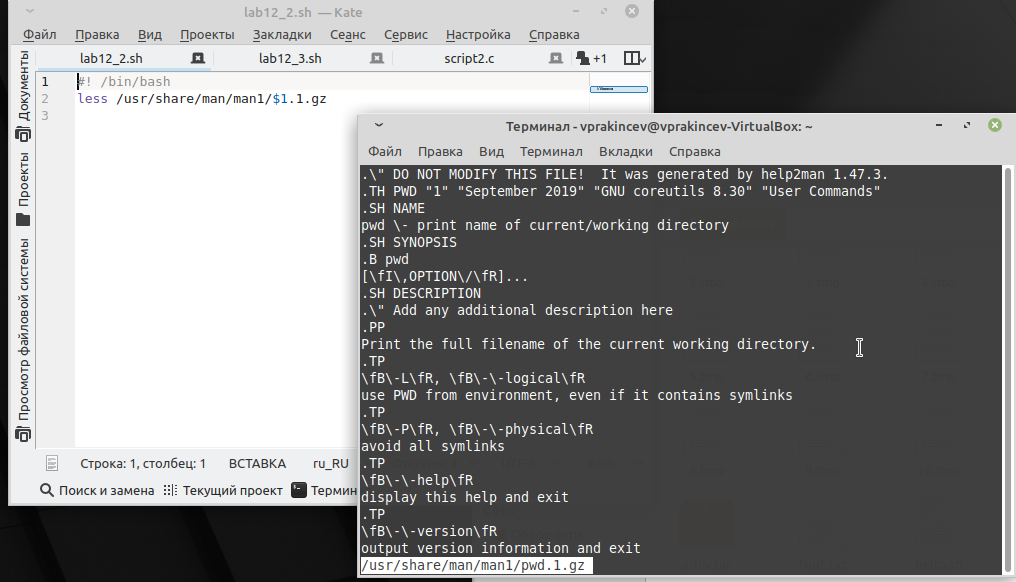 lab12_2.sh — Kate
Файл Правка Вид Проекты Закладки Сеанс Сервис Настройка Справка
lab12_2.sh lab12_3.sh script2.c +1
Документы
Проекты
Просмотр файловой системы
1 #! /bin/bash
2 less /usr/share/man/man1/$1.1.gz
3
Строка: 1, столбец: 1 ВСТАВКА ru_RU
Поиск и замена Текущий проект Термин
Терминал - vprakincev@vprakincev-VirtualBox: ~
Файл Правка Вид Терминал Вкладки Справка
.\" DO NOT MODIFY THIS FILE!  It was generated by help2man 1.47.3.
.TH PWD "1" "September 2019" "GNU coreutils 8.30" "User Commands"
.SH NAME
pwd \- print name of current/working directory
.SH SYNOPSIS
.B pwd
[\fI\,OPTION\/\fR]...
.SH DESCRIPTION
.\" Add any additional description here
.PP
Print the full filename of the current working directory.
.TP
\fB\-L\fR, \fB\-\-logical\fR
use PWD from environment, even if it contains symlinks
.TP
\fB\-P\fR, \fB\-\-physical\fR
avoid all symlinks
.TP
\fB\-\-help\fR
display this help and exit
.TP
\fB\-\-version\fR
output version information and exit
/usr/share/man/man1/pwd.1.gz